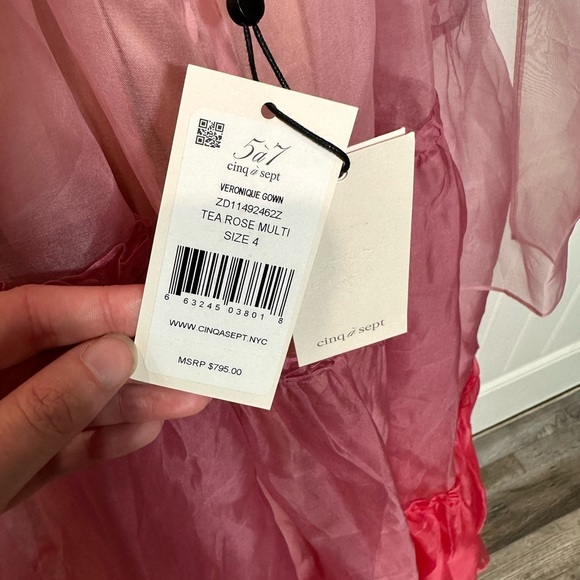 5à7
cinq à sept
VERONIQUE GOWN
ZD11492462Z
TEA ROSE MULTI
SIZE 4
6 63245 03801 8
WWW.CINQASEPT.NYC
MSRP $795.00
cinq à sept